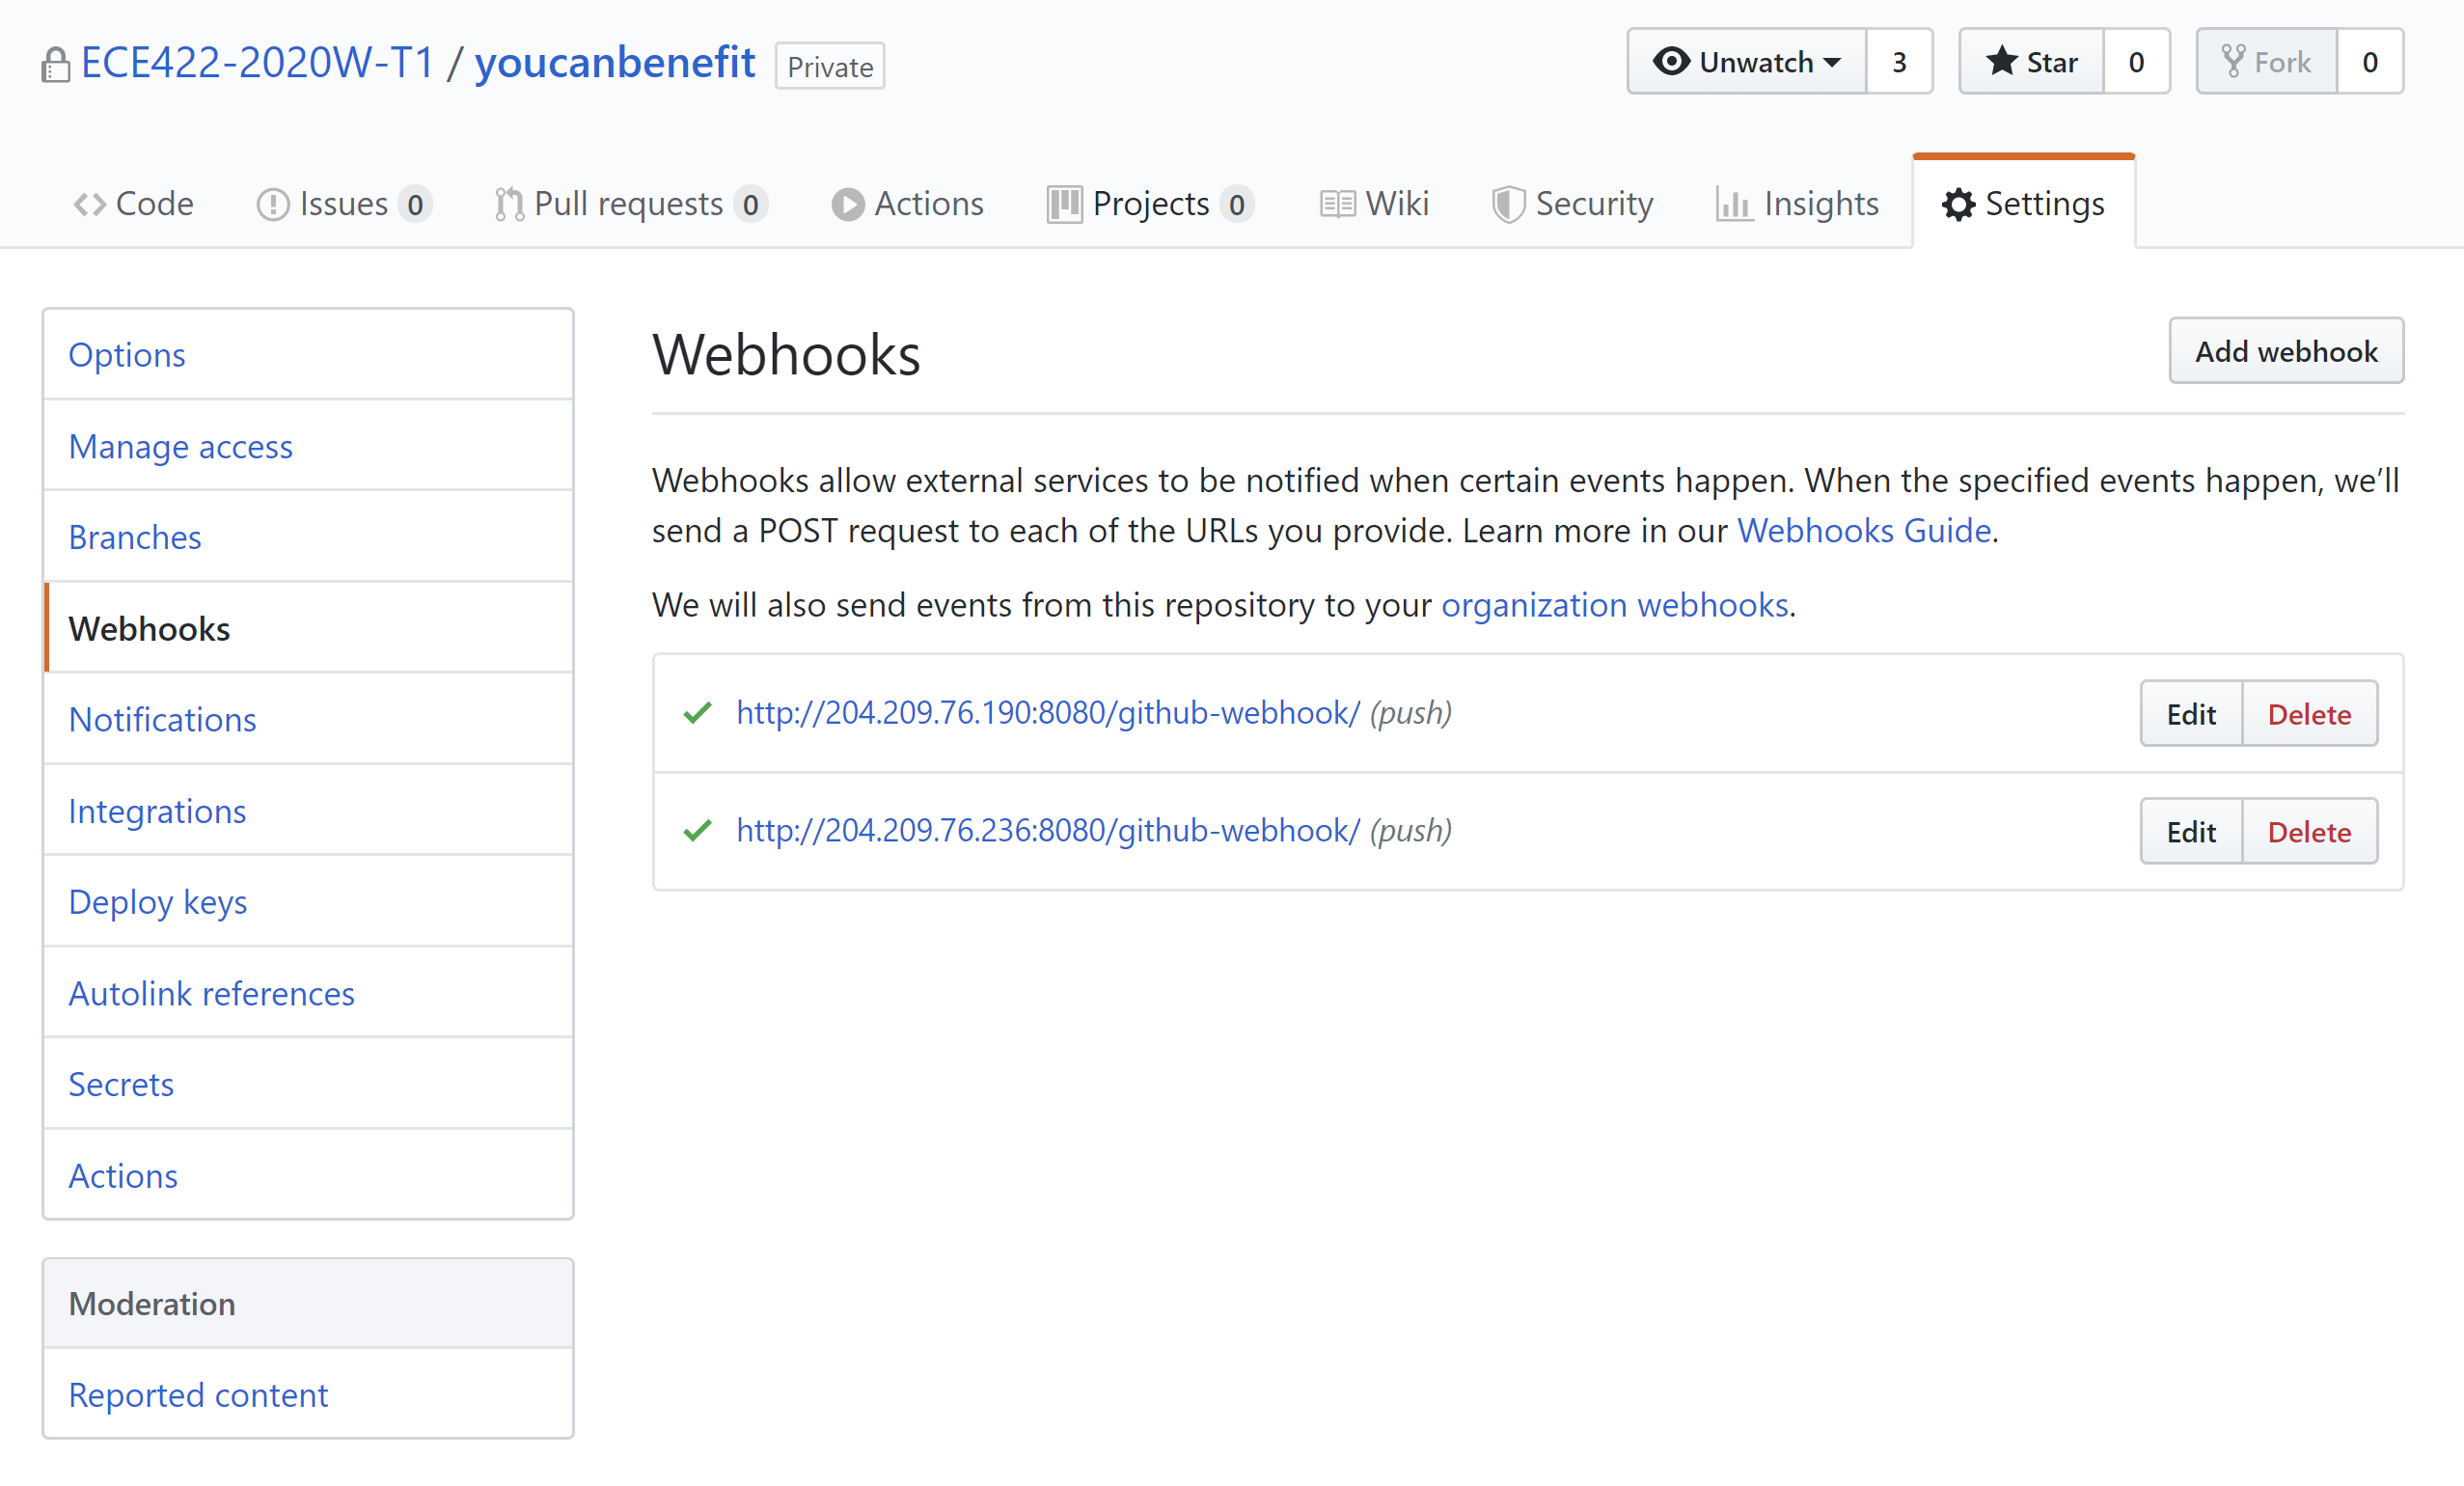 ECE422-2020W-T1 / youcanbenefit Private
Unwatch 3 Star 0 Fork 0
Code Issues 0 Pull requests 0 Actions Projects 0 Wiki Security Insights Settings
Options
Manage access
Branches
Webhooks
Notifications
Integrations
Deploy keys
Autolink references
Secrets
Actions
Moderation
Reported content
Webhooks
Add webhook
Webhooks allow external services to be notified when certain events happen. When the specified events happen, we’ll
send a POST request to each of the URLs you provide. Learn more in our Webhooks Guide.
We will also send events from this repository to your organization webhooks.
http://204.209.76.190:8080/github-webhook/ (push) Edit Delete
http://204.209.76.236:8080/github-webhook/ (push) Edit Delete